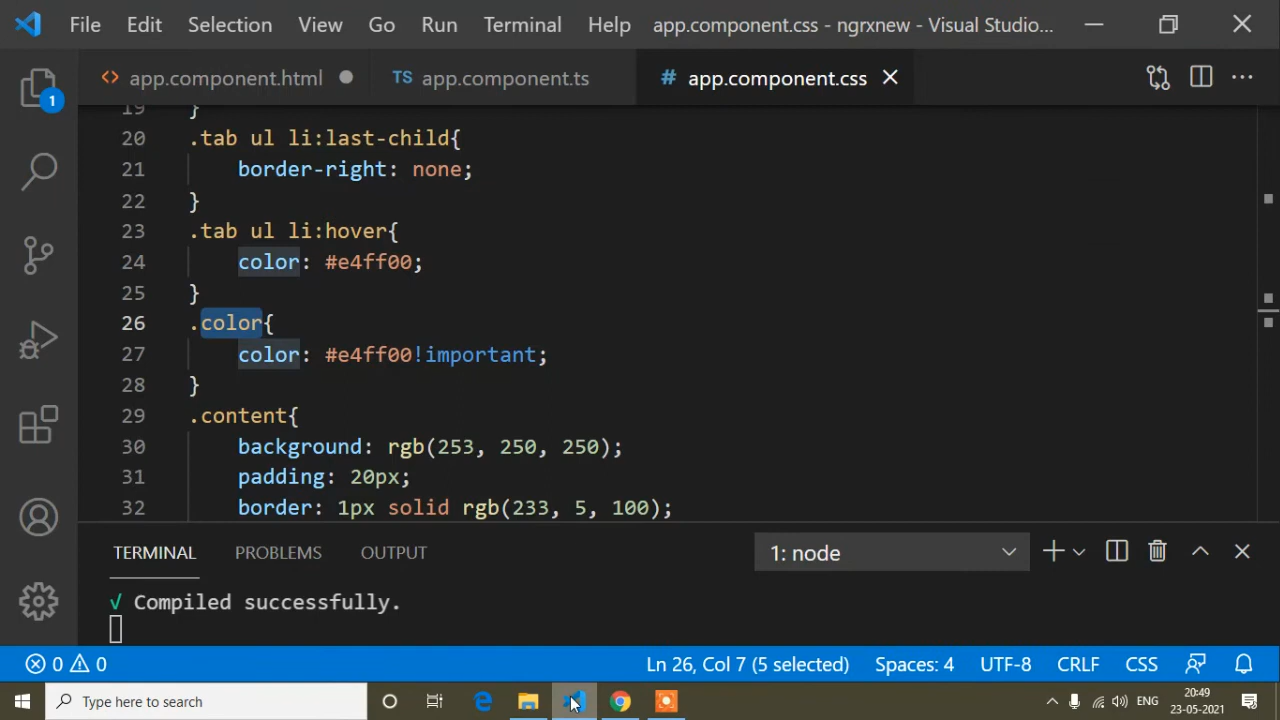 File Edit Selection View Go Run Terminal Help app.component.css - ngrxnew - Visual Studio...
<> app.component.html TS app.component.ts # app.component.css
1
19 }
20 .tab ul li:last-child{
21 border-right: none;
22 }
23 .tab ul li:hover{
24 color: #e4ff00;
25 }
26 .color{
27 color: #e4ff00!important;
28 }
29 .content{
30 background: rgb(253, 250, 250);
31 padding: 20px;
32 border: 1px solid rgb(233, 5, 100);
TERMINAL PROBLEMS OUTPUT 1: node
√ Compiled successfully.
0 0 Ln 26, Col 7 (5 selected) Spaces: 4 UTF-8 CRLF CSS
Type here to search ENG 20:49
23-05-2021